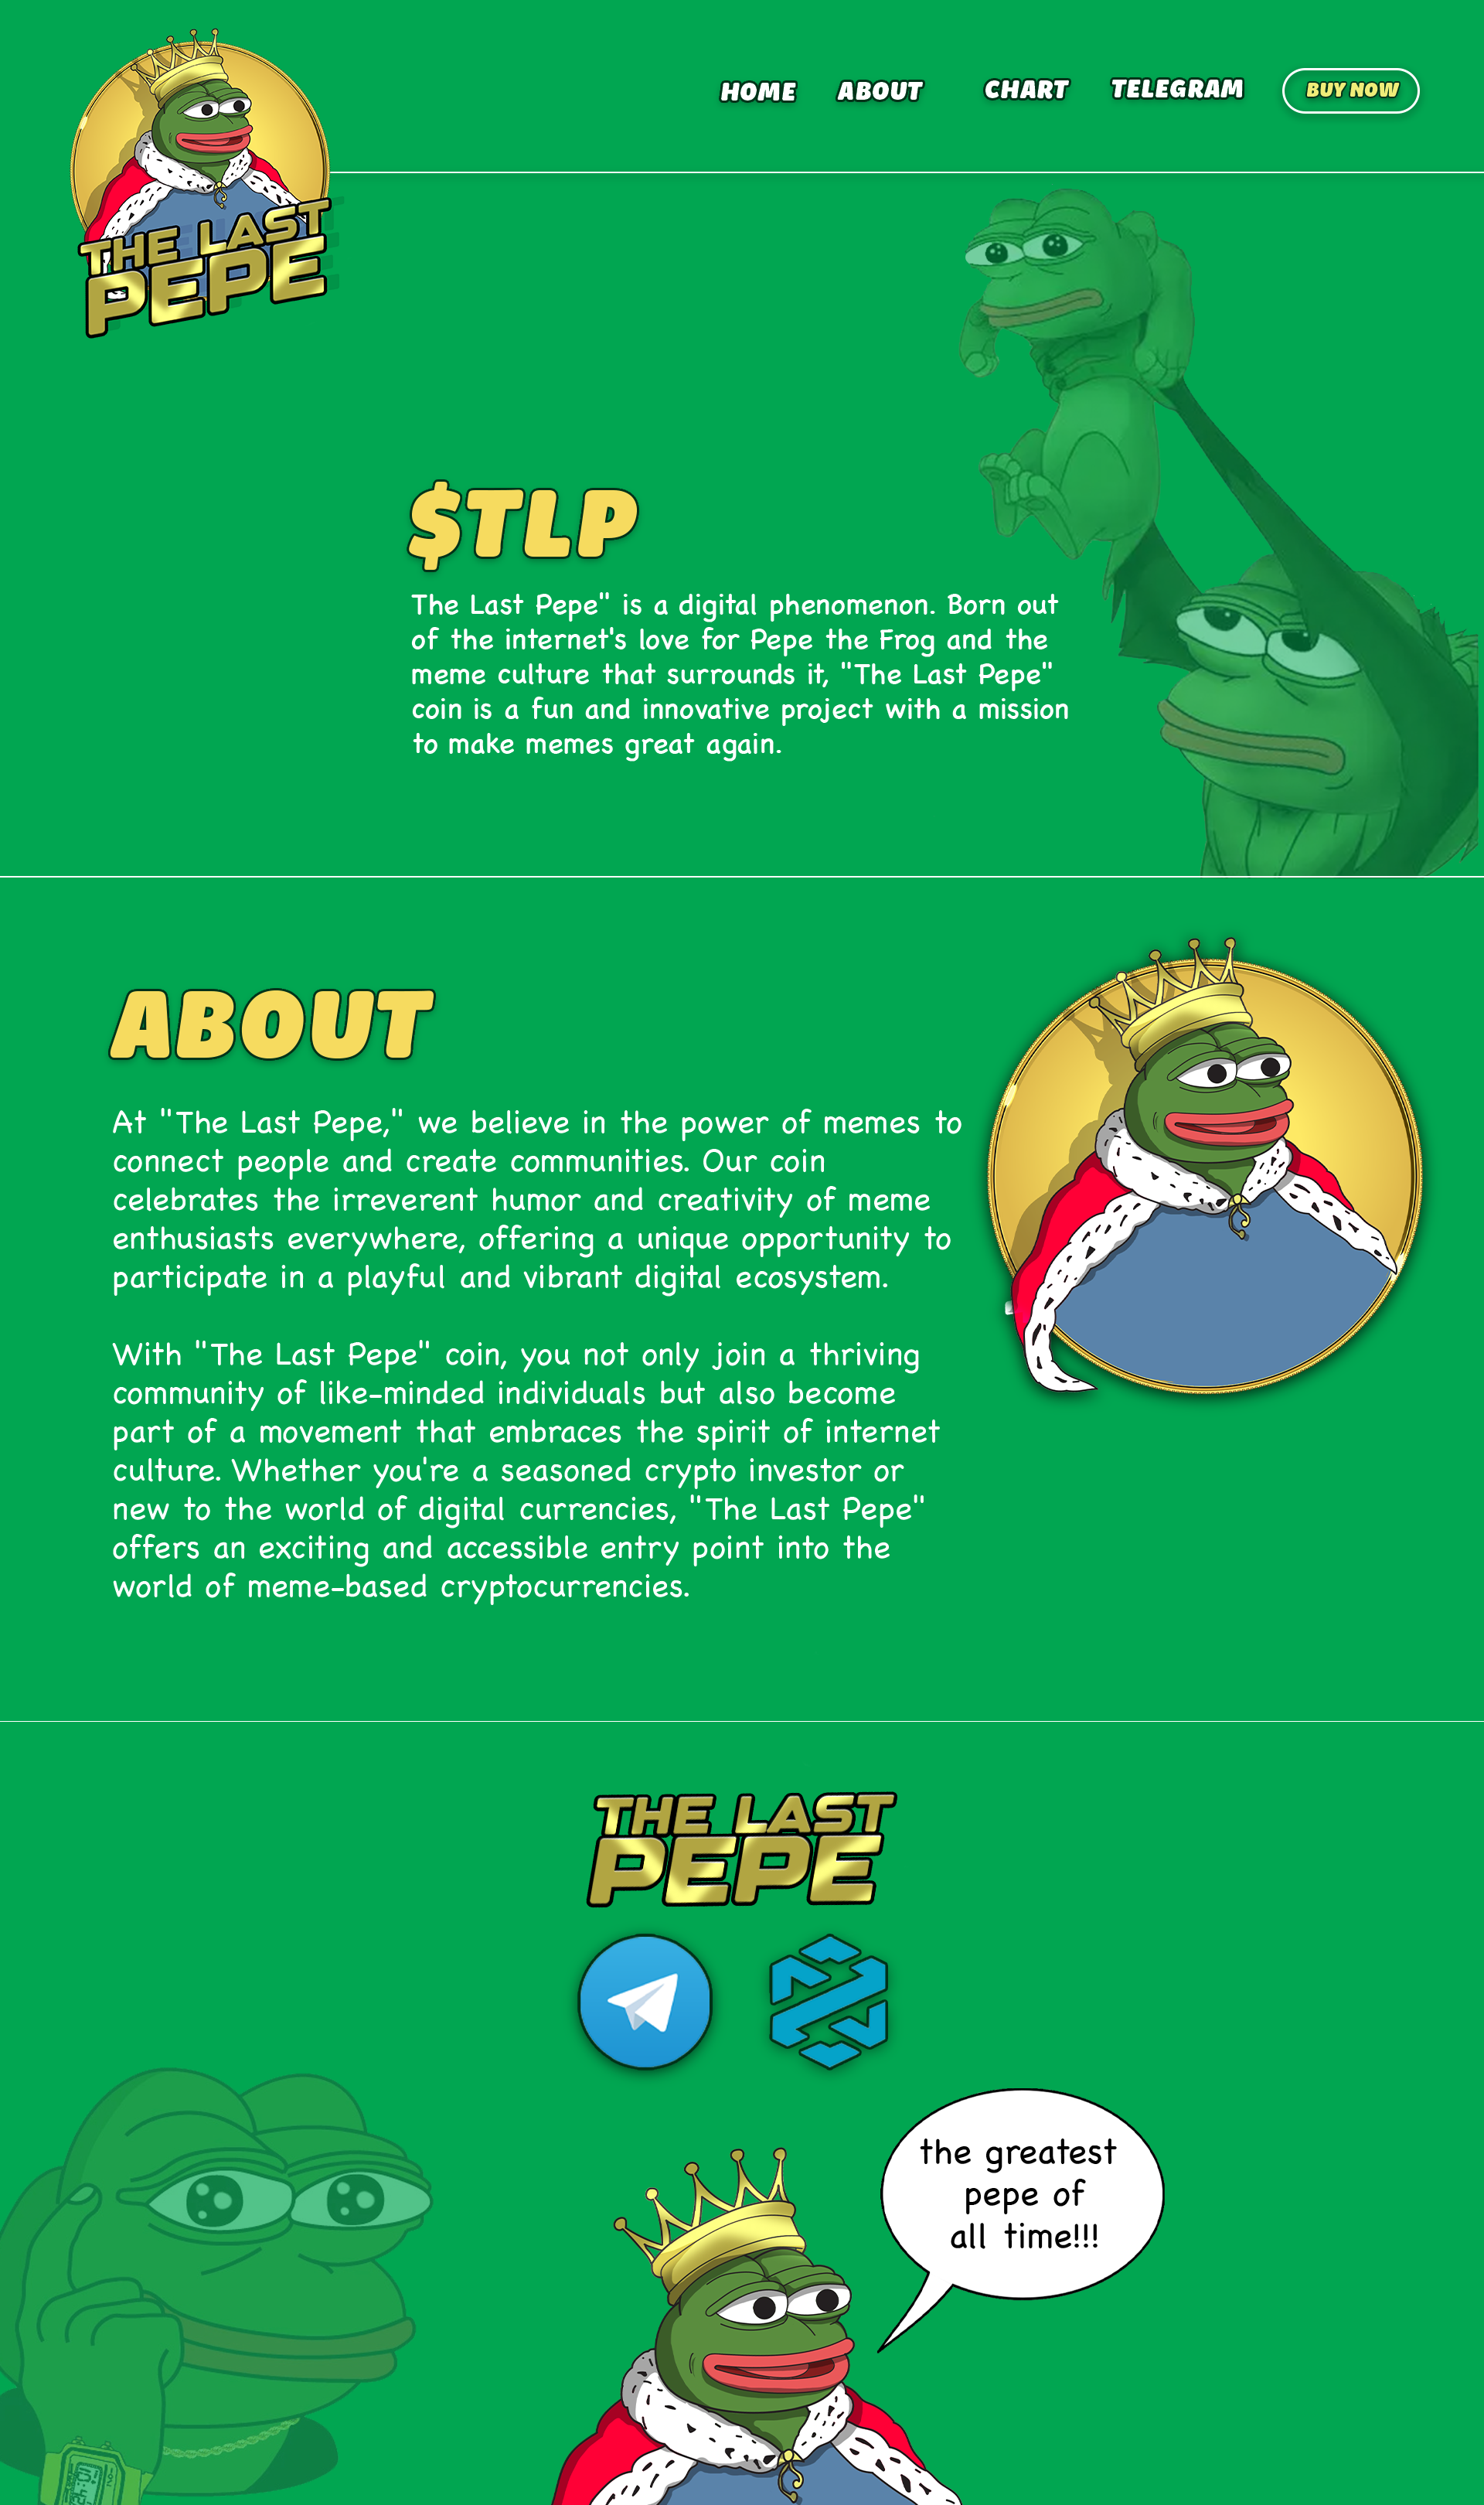 HOME ABOUT CHART TELEGRAM BUY NOW
THE LAST
PEPE
$TLP
The Last Pepe" is a digital phenomenon. Born out
of the internet's love for Pepe the Frog and the
meme culture that surrounds it, "The Last Pepe"
coin is a fun and innovative project with a mission
to make memes great again.
ABOUT
At "The Last Pepe," we believe in the power of memes to
connect people and create communities. Our coin
celebrates the irreverent humor and creativity of meme
enthusiasts everywhere, offering a unique opportunity to
participate in a playful and vibrant digital ecosystem.
With "The Last Pepe" coin, you not only join a thriving
community of like-minded individuals but also become
part of a movement that embraces the spirit of internet
culture. Whether you're a seasoned crypto investor or
new to the world of digital currencies, "The Last Pepe"
offers an exciting and accessible entry point into the
world of meme-based cryptocurrencies.
THE LAST
PEPE
the greatest
pepe of
all time!!!